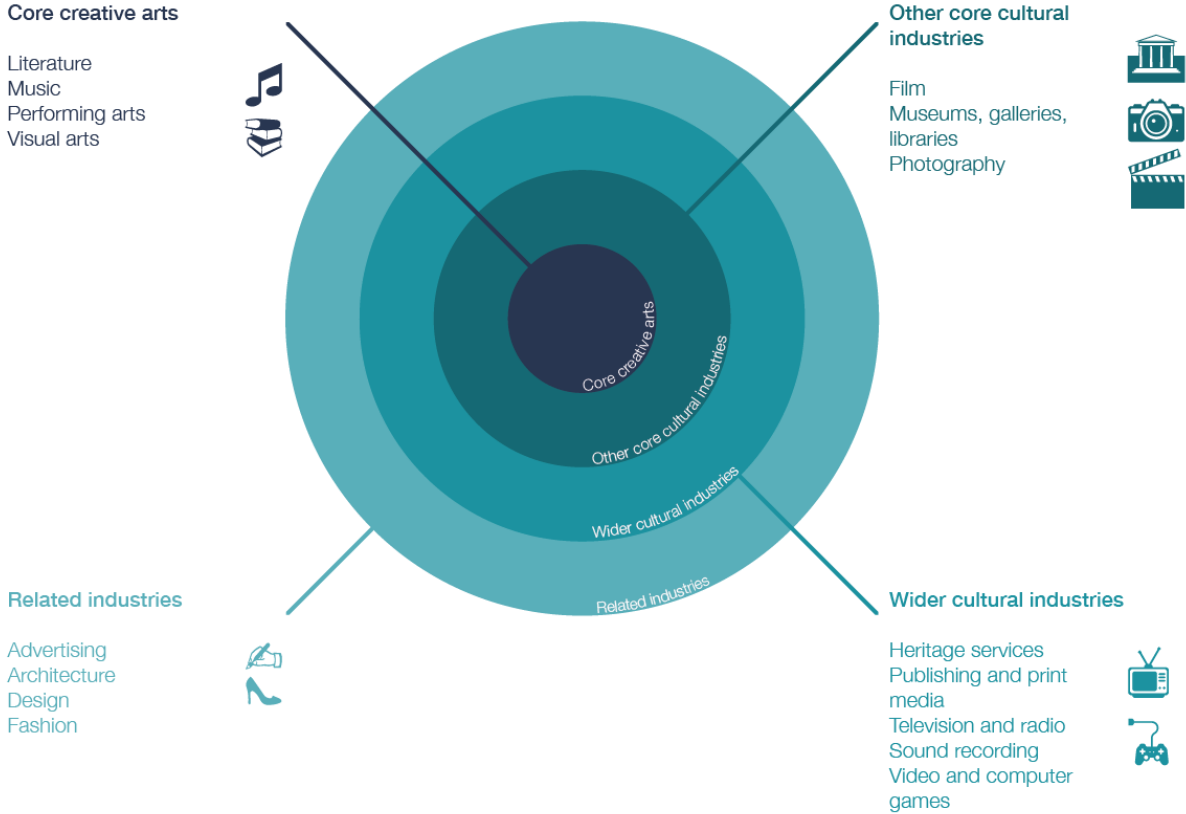 Core creative arts
Literature
Music
Performing arts
Visual arts
Other core cultural
industries
Film
Museums, galleries,
libraries
Photography
Core creative arts
Other core cultural industries
Wider cultural industries
Related industries
Related industries
Advertising
Architecture
Design
Fashion
Wider cultural industries
Heritage services
Publishing and print
media
Television and radio
Sound recording
Video and computer
games